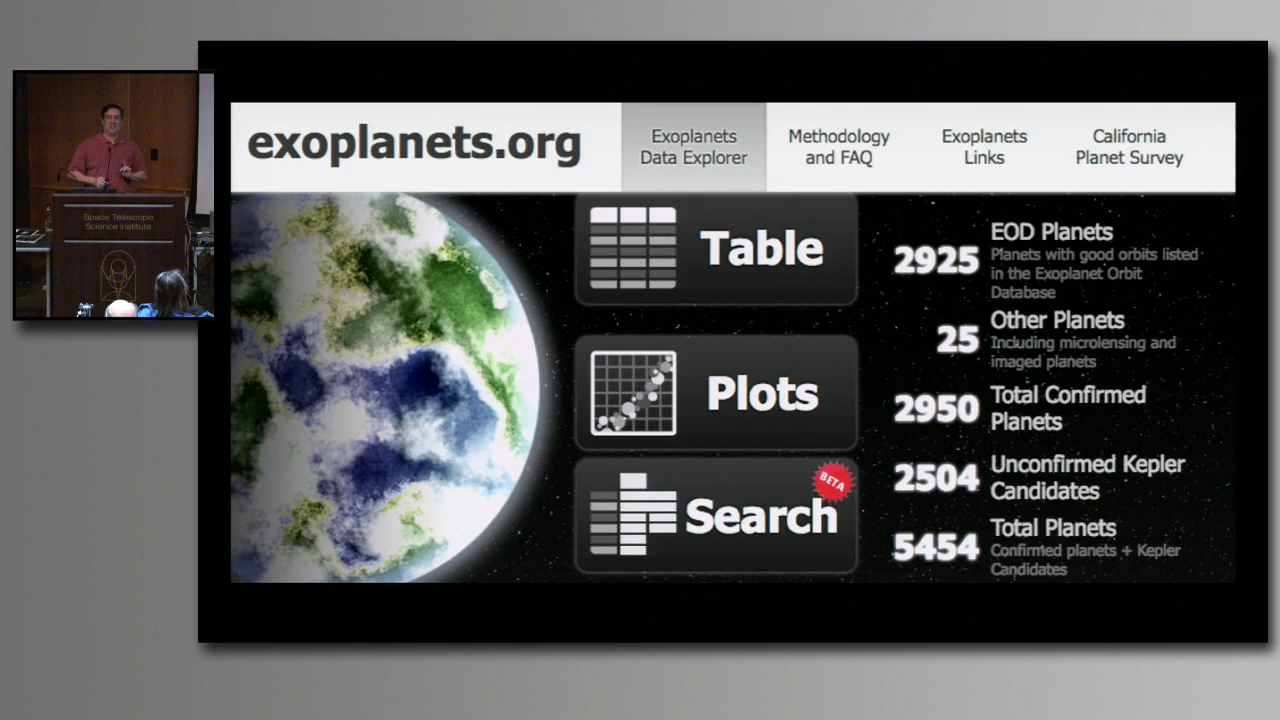 Space Telescope
Science Institute
exoplanets.org
Exoplanets
Data Explorer
Methodology
and FAQ
Exoplanets
Links
California
Planet Survey
Table
Plots
Search
BETA
2925
EOD Planets
Planets with good orbits listed
in the Exoplanet Orbit
Database
25
Other Planets
Including microlensing and
imaged planets
2950
Total Confirmed
Planets
2504
Unconfirmed Kepler
Candidates
5454
Total Planets
Confirmed planets + Kepler
Candidates